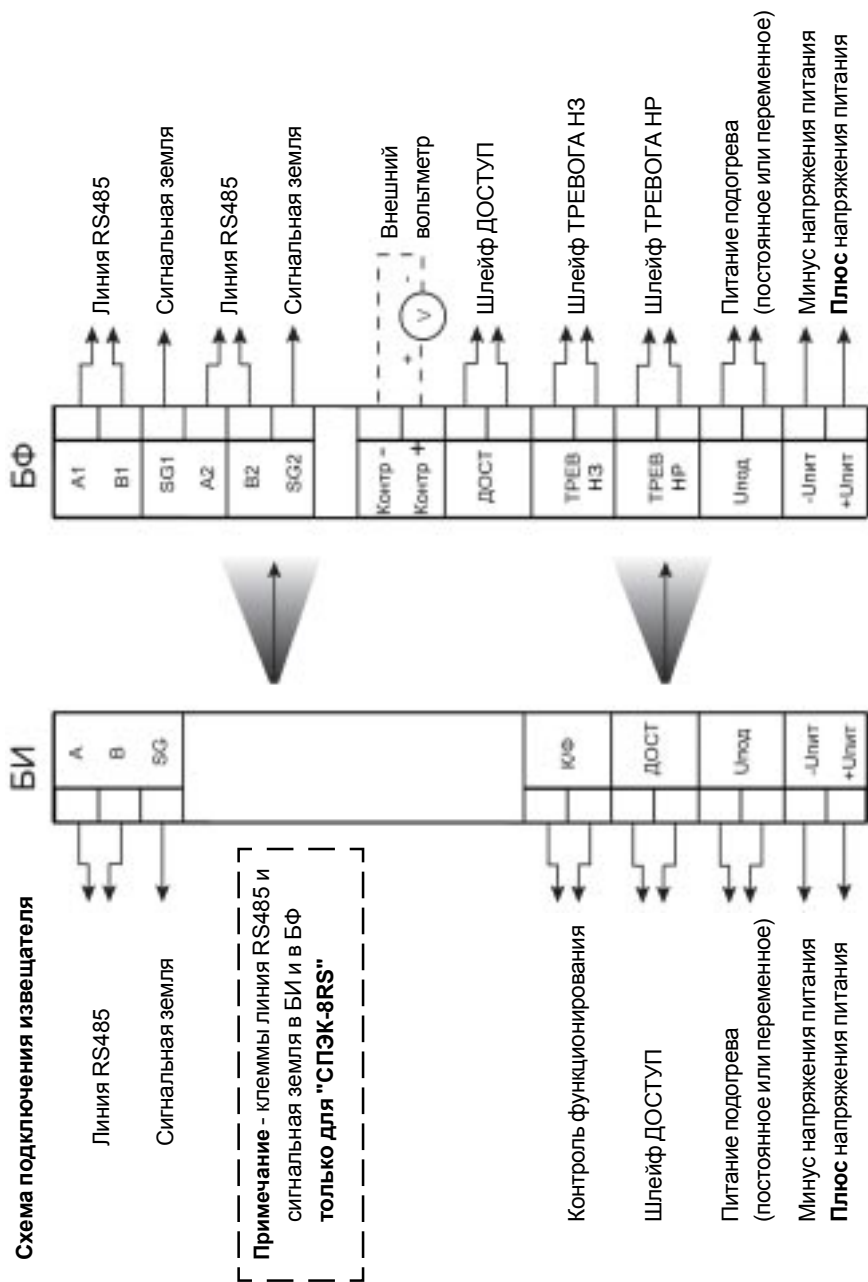 Схема подключения извещателя
БИ
Линия RS485
Сигнальная земля
A
B
SG
Примечание - клеммы линия RS485 и
сигнальная земля в БИ и в БФ
только для "СПЭК-8RS"
Контроль функционирования
К/Ф
Шлейф ДОСТУП
ДОСТ
Питание подогрева
(постоянное или переменное)
Uпод
Минус напряжения питания
Плюс напряжения питания
-Uпит
+Uпит
БФ
A1
B1
Линия RS485
SG1
Сигнальная земля
A2
B2
Линия RS485
SG2
Сигнальная земля
Контр -
Контр +
+
V
-
Внешний
вольтметр
ДОСТ
Шлейф ДОСТУП
ТРЕВ
НЗ
Шлейф ТРЕВОГА НЗ
ТРЕВ
НР
Шлейф ТРЕВОГА НР
Uпод
Питание подогрева
(постоянное или переменное)
-Uпит
+Uпит
Минус напряжения питания
Плюс напряжения питания